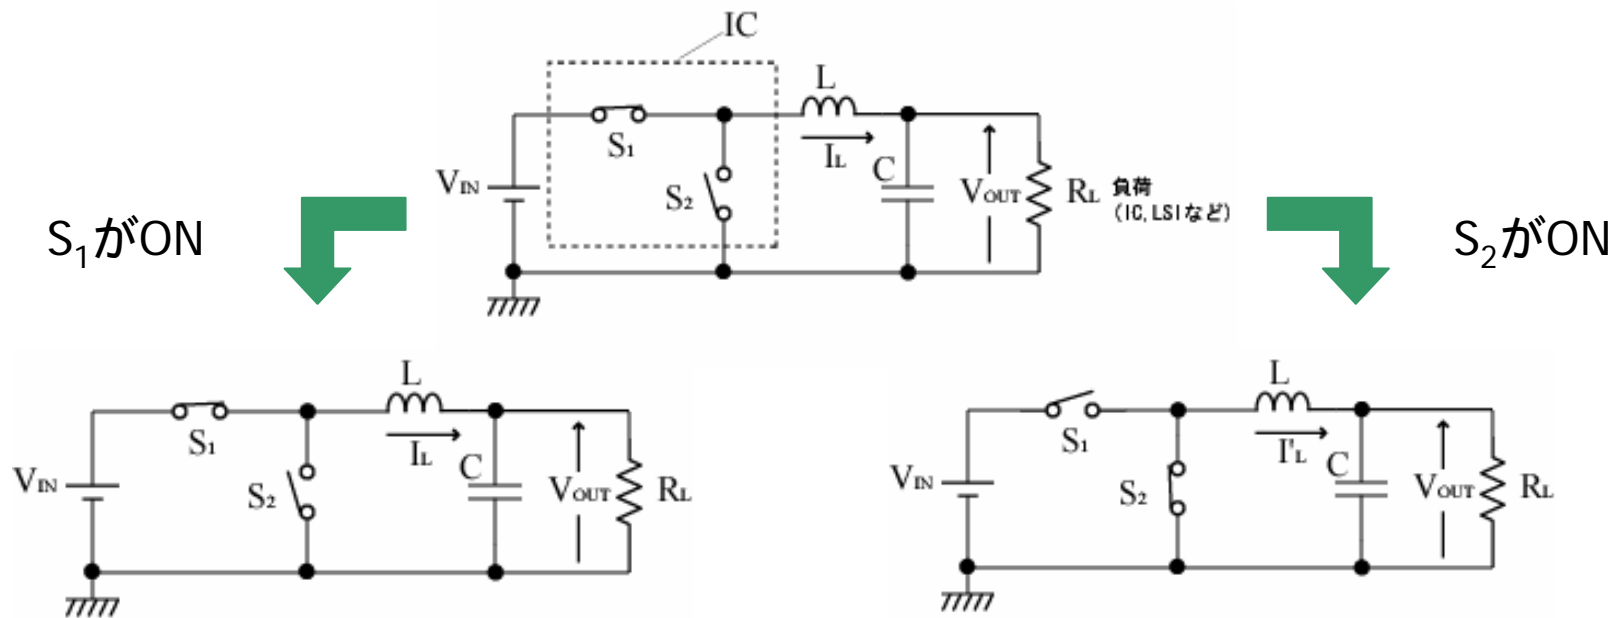 IC
L
S1
IL
C
VIN
S2
VOUT
RL
負荷
(IC, LSIなど)
S1がON
S2がON
L
S1
IL
C
VIN
S2
VOUT
RL
L
S1
I'L
C
VIN
S2
VOUT
RL